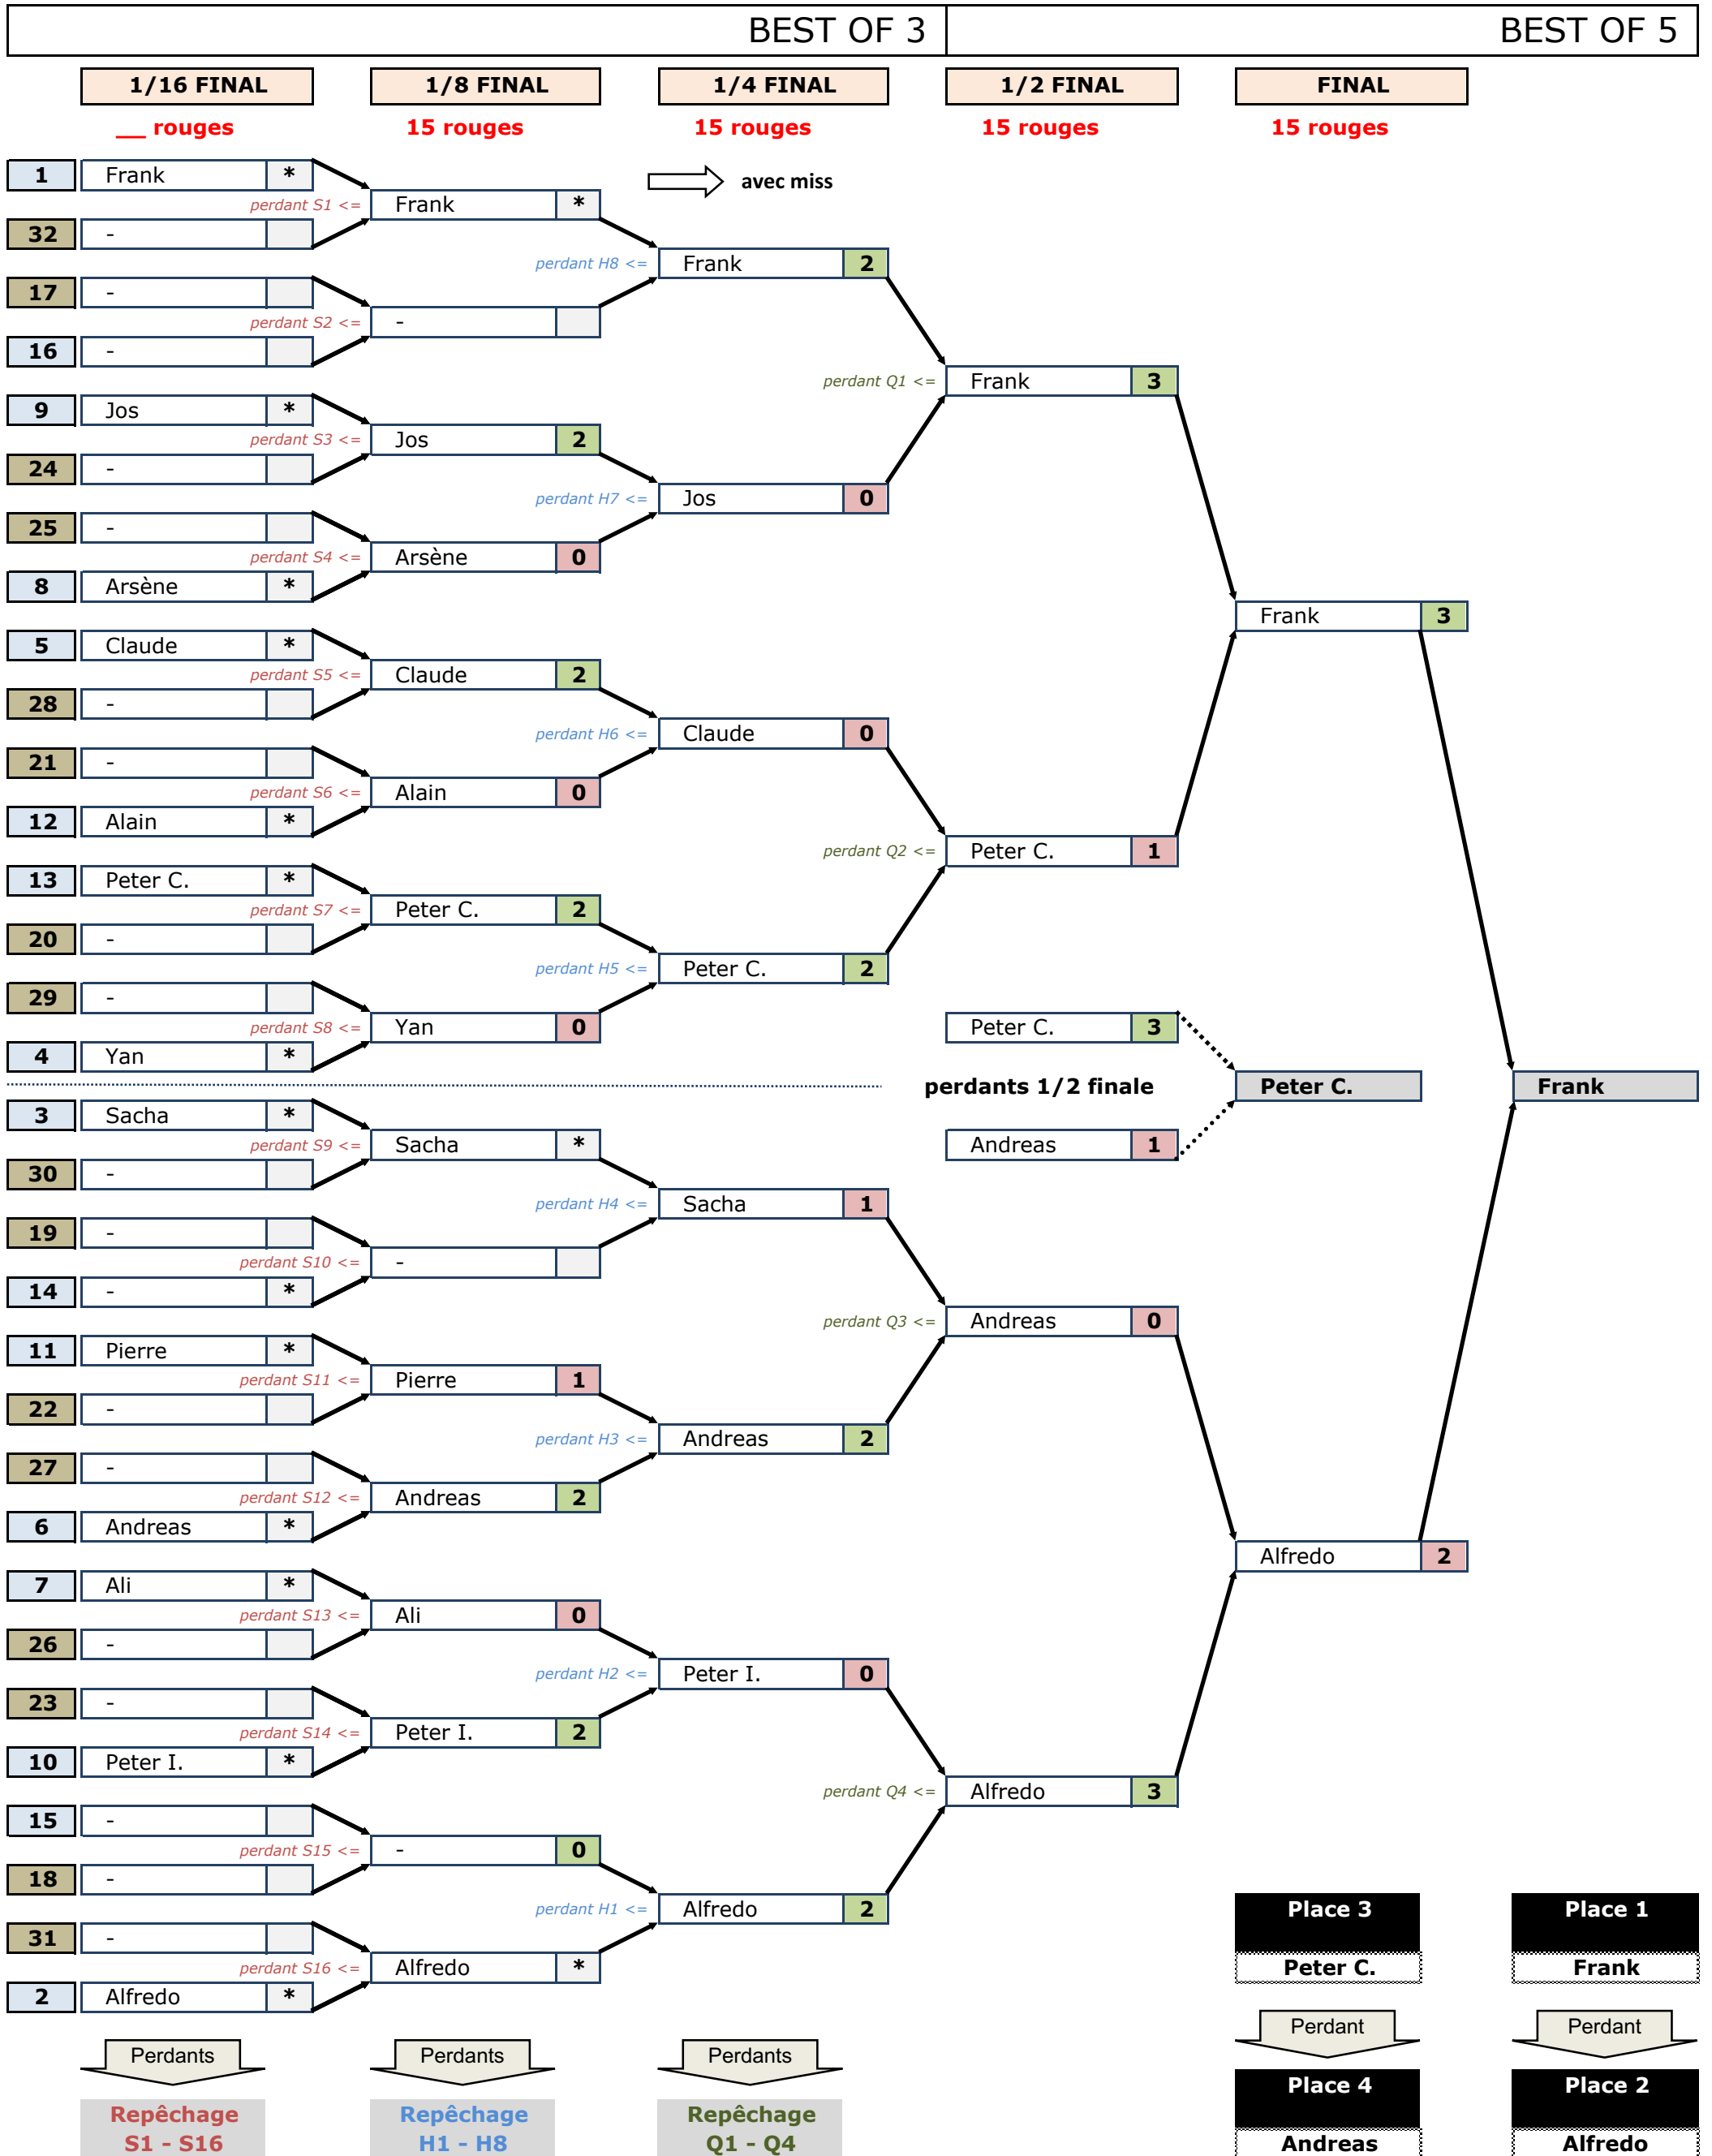 BEST OF 3 BEST OF 5
1/16 FINAL 1/8 FINAL 1/4 FINAL 1/2 FINAL FINAL
__ rouges 15 rouges 15 rouges 15 rouges 15 rouges
1 Frank * avec miss
perdant S1 <= Frank *
32 -
perdant H8 <= Frank 2
17 -
perdant S2 <= -
16 -
perdant Q1 <= Frank 3
9 Jos *
perdant S3 <= Jos 2
24 -
perdant H7 <= Jos 0
25 -
perdant S4 <= Arsène 0
8 Arsène *
Frank 3
5 Claude *
perdant S5 <= Claude 2
28 -
perdant H6 <= Claude 0
21 -
perdant S6 <= Alain 0
12 Alain *
perdant Q2 <= Peter C. 1
13 Peter C. *
perdant S7 <= Peter C. 2
20 -
perdant H5 <= Peter C. 2
29 -
perdant S8 <= Yan 0 Peter C. 3
4 Yan *
perdants 1/2 finale Peter C. Frank
3 Sacha *
perdant S9 <= Sacha * Andreas 1
30 -
perdant H4 <= Sacha 1
19 -
perdant S10 <= -
14 - *
perdant Q3 <= Andreas 0
11 Pierre *
perdant S11 <= Pierre 1
22 -
perdant H3 <= Andreas 2
27 -
perdant S12 <= Andreas 2
6 Andreas *
Alfredo 2
7 Ali *
perdant S13 <= Ali 0
26 -
perdant H2 <= Peter I. 0
23 -
perdant S14 <= Peter I. 2
10 Peter I. *
perdant Q4 <= Alfredo 3
15 -
perdant S15 <= - 0
18 -
perdant H1 <= Alfredo 2 Place 3 Place 1
31 -
perdant S16 <= Alfredo * Peter C. Frank
2 Alfredo *
Perdant Perdant
Perdants Perdants Perdants
Place 4 Place 2
Repêchage Repêchage Repêchage
S1 - S16 H1 - H8 Q1 - Q4 Andreas Alfredo